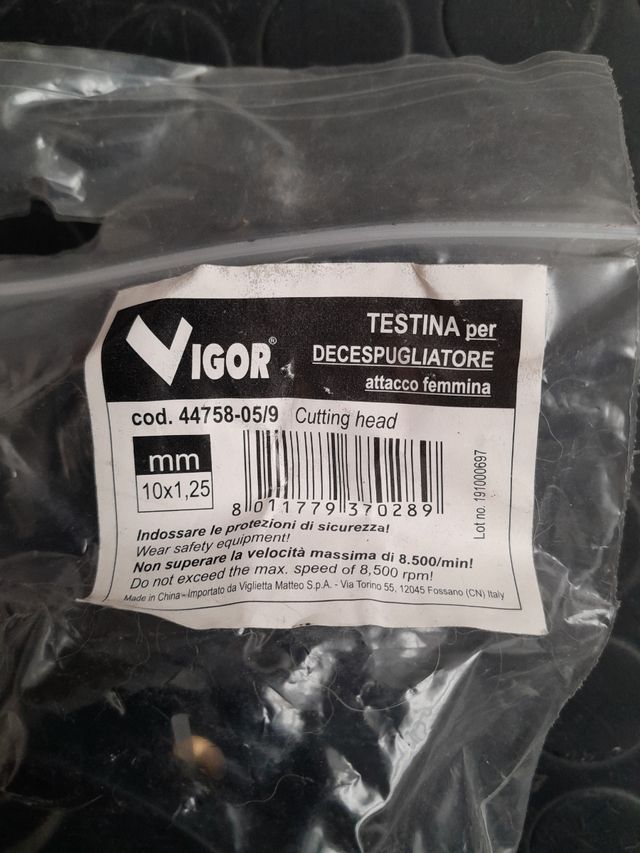 VIGOR®
TESTINA per
DECESPUGLIATORE
attacco femmina
cod. 44758-05/9 Cutting head
mm
10x1,25
8 011779 370289
Lot no. 191000697
Indossare le protezioni di sicurezza!
Wear safety equipment!
Non superare la velocità massima di 8.500/min!
Do not exceed the max. speed of 8,500 rpm!
Made in China - Importato da Viglietta Matteo S.p.A. - Via Torino 55, 12045 Fossano (CN) Italy